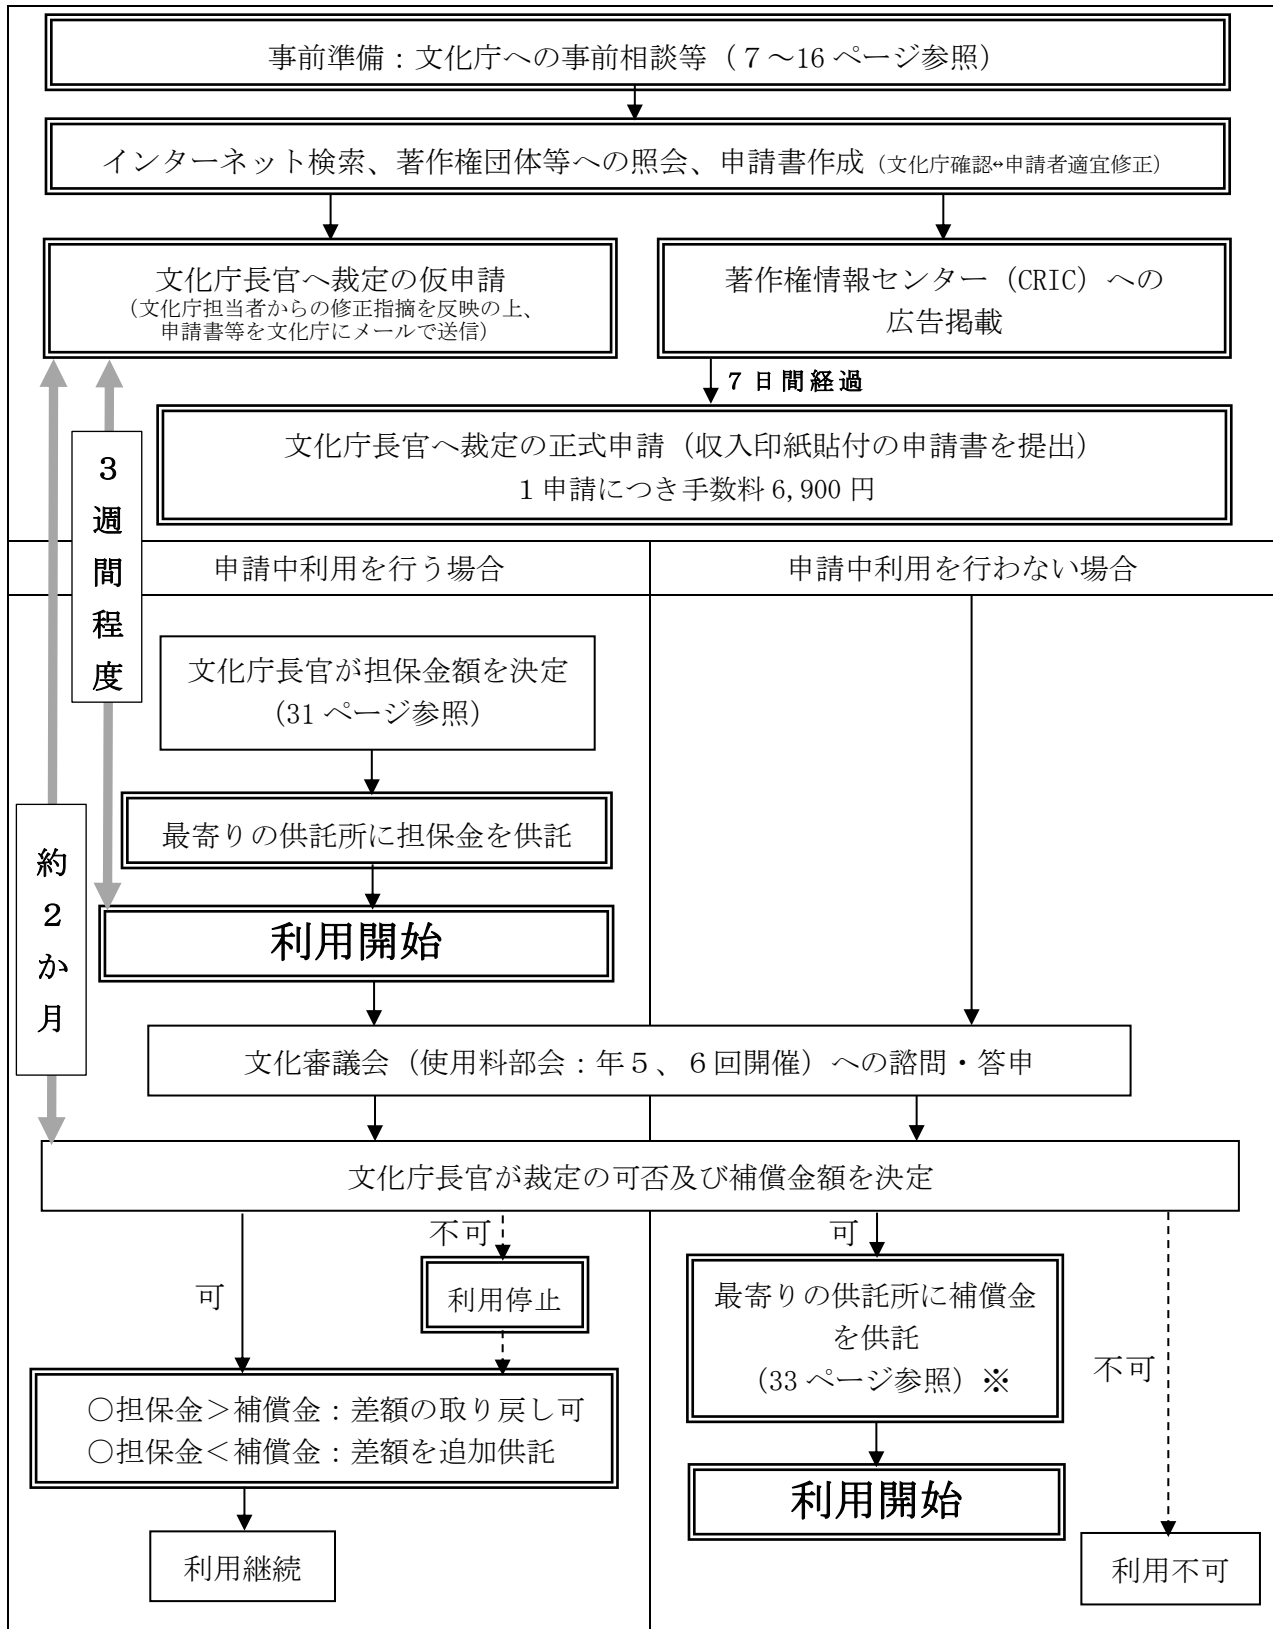 事前準備：文化庁への事前相談等（７～16 ページ参照）
インターネット検索、著作権団体等への照会、申請書作成（文化庁確認↔申請者適宜修正）
文化庁長官へ裁定の仮申請
（文化庁担当者からの修正指摘を反映の上、
申請書等を文化庁にメールで送信）
著作権情報センター（CRIC）への
広告掲載
７日間経過
文化庁長官へ裁定の正式申請（収入印紙貼付の申請書を提出）
１申請につき手数料 6,900 円
３週間程度
申請中利用を行う場合
申請中利用を行わない場合
文化庁長官が担保金額を決定
（31 ページ参照）
最寄りの供託所に担保金を供託
約２か月
利用開始
文化審議会（使用料部会：年５、６回開催）への諮問・答申
文化庁長官が裁定の可否及び補償金額を決定
可
不可
利用停止
○担保金＞補償金：差額の取り戻し可
○担保金＜補償金：差額を追加供託
利用継続
可
最寄りの供託所に補償金
を供託
（33 ページ参照）※
利用開始
不可
利用不可